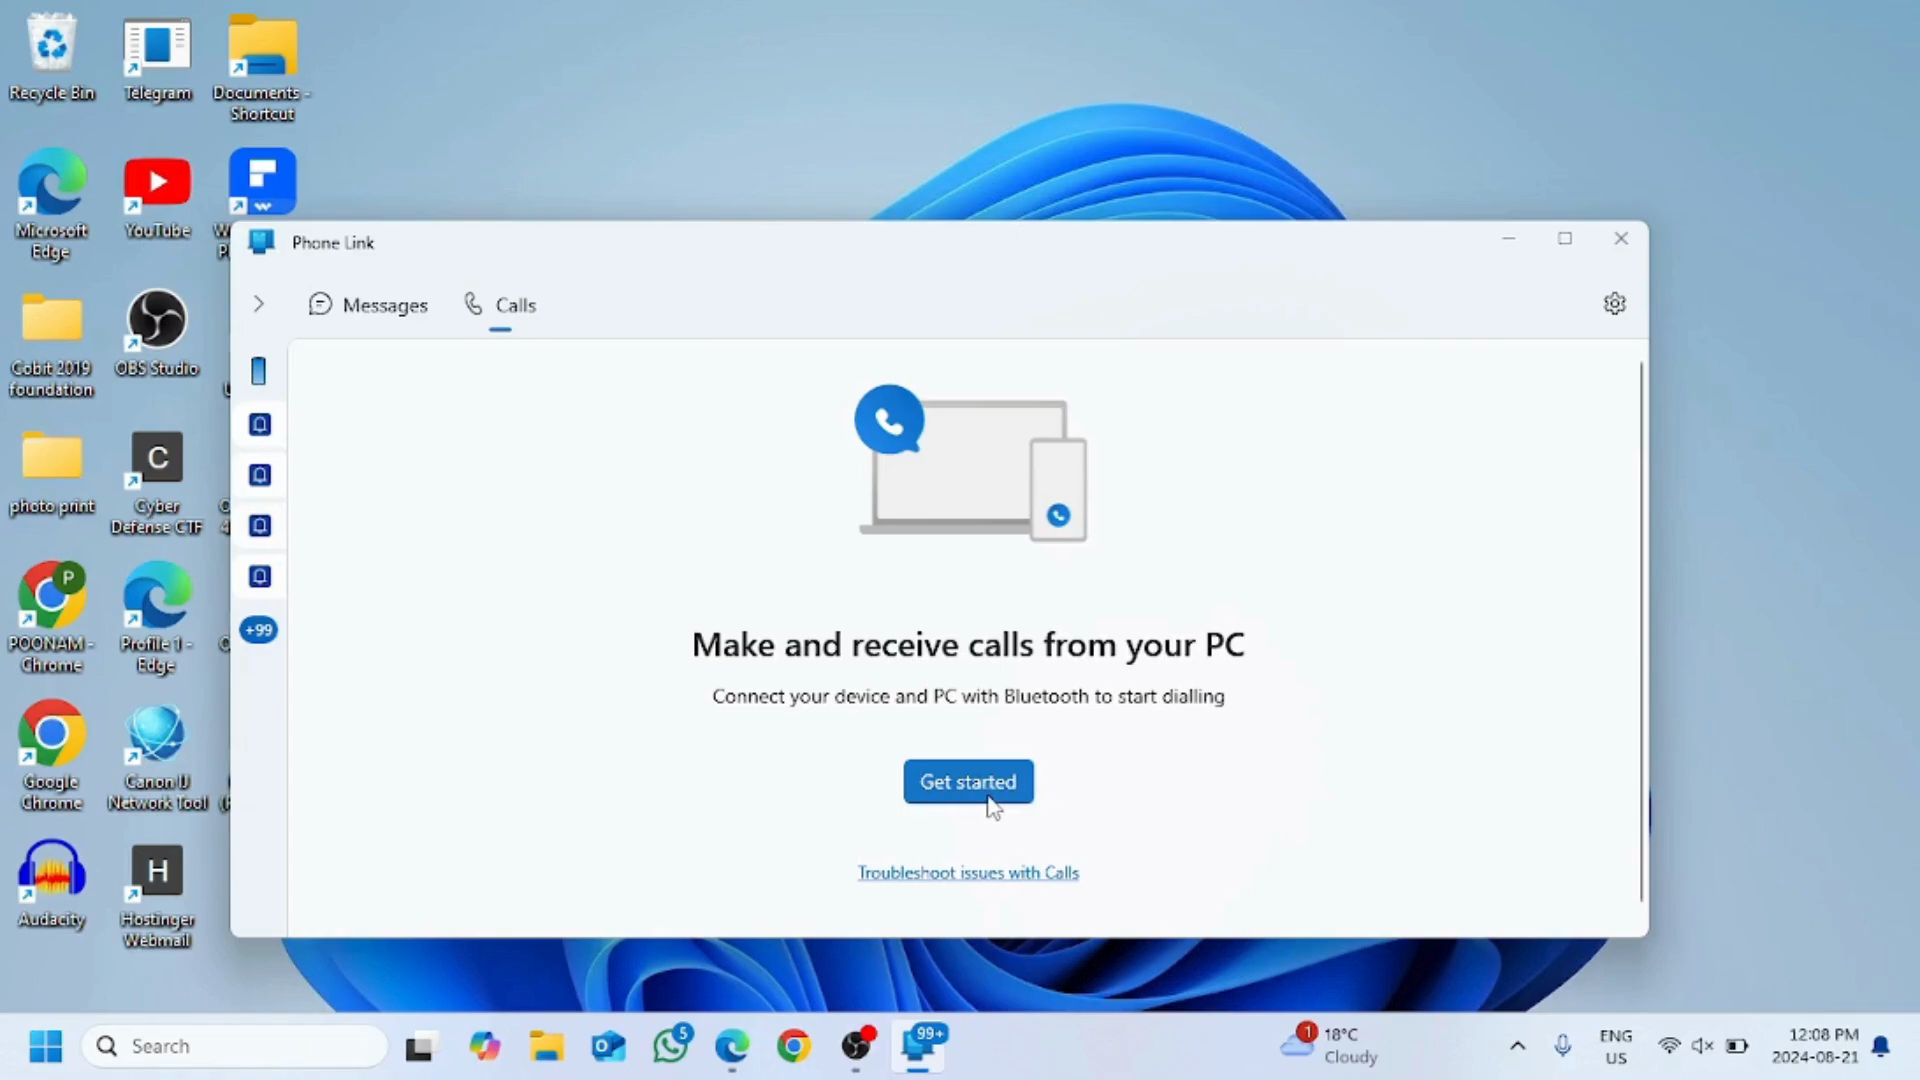 Recycle Bin
Telegram
Documents - Shortcut
Microsoft Edge
YouTube
Cobit 2019 foundation
OBS Studio
photo print
C
Cyber Defense CTF
P
POONAM - Chrome
Profile 1 - Edge
Google Chrome
Canon IJ Network Tool
Audacity
H
Hostinger Webmail
Phone Link
Messages
Calls
+99
Make and receive calls from your PC
Connect your device and PC with Bluetooth to start dialling
Get started
Troubleshoot issues with Calls
Search
5
99+
1
18°C
Cloudy
ENG
US
12:08 PM
2024-08-21